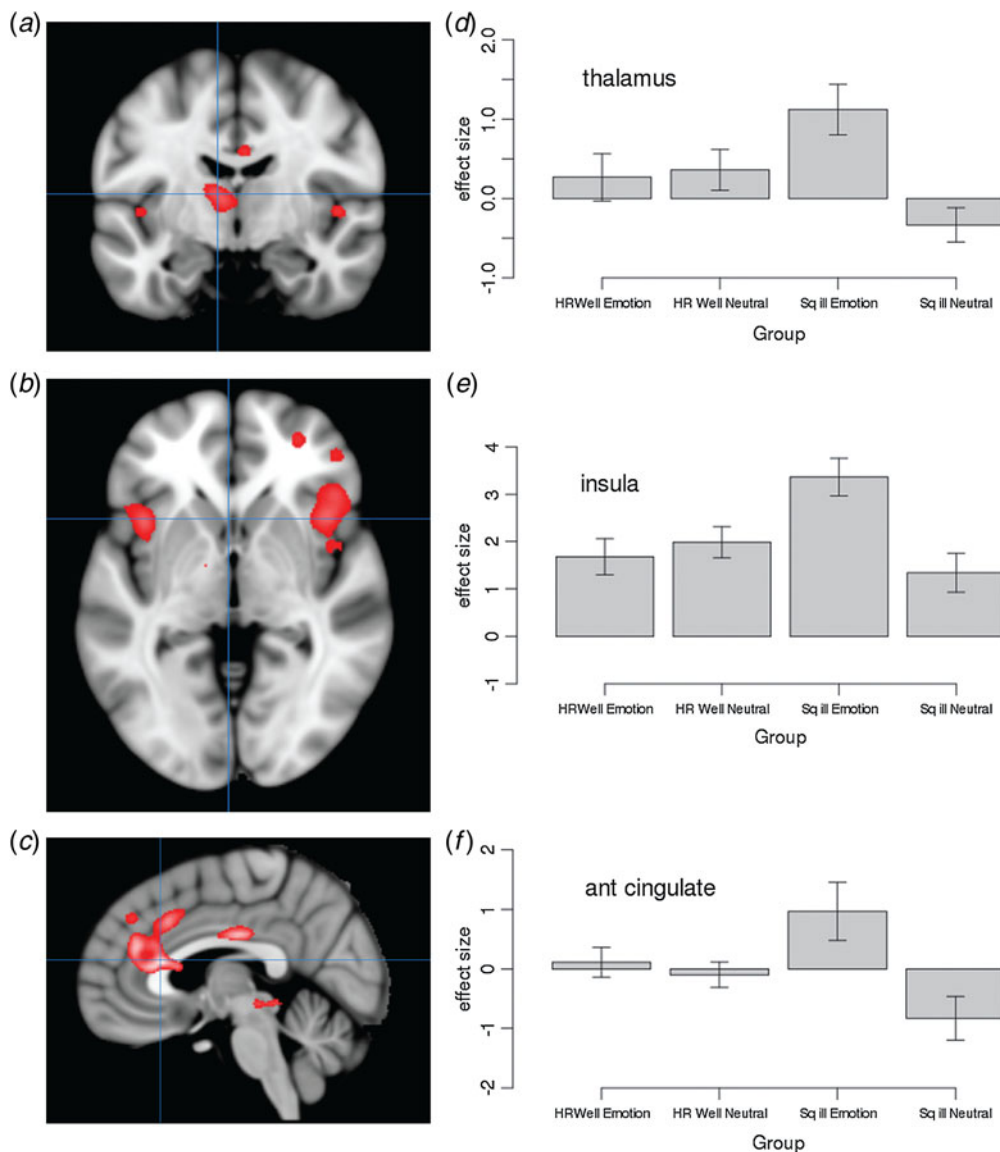 (a)
(d)
thalamus
effect size
2.0
1.0
0.0
-1.0
HRWell Emotion HR Well Neutral Sq ill Emotion Sq ill Neutral
Group
(b)
(e)
insula
effect size
4
3
2
1
0
-1
HRWell Emotion HR Well Neutral Sq ill Emotion Sq ill Neutral
Group
(c)
(f)
ant cingulate
effect size
2
1
0
-1
-2
HRWell Emotion HR Well Neutral Sq ill Emotion Sq ill Neutral
Group